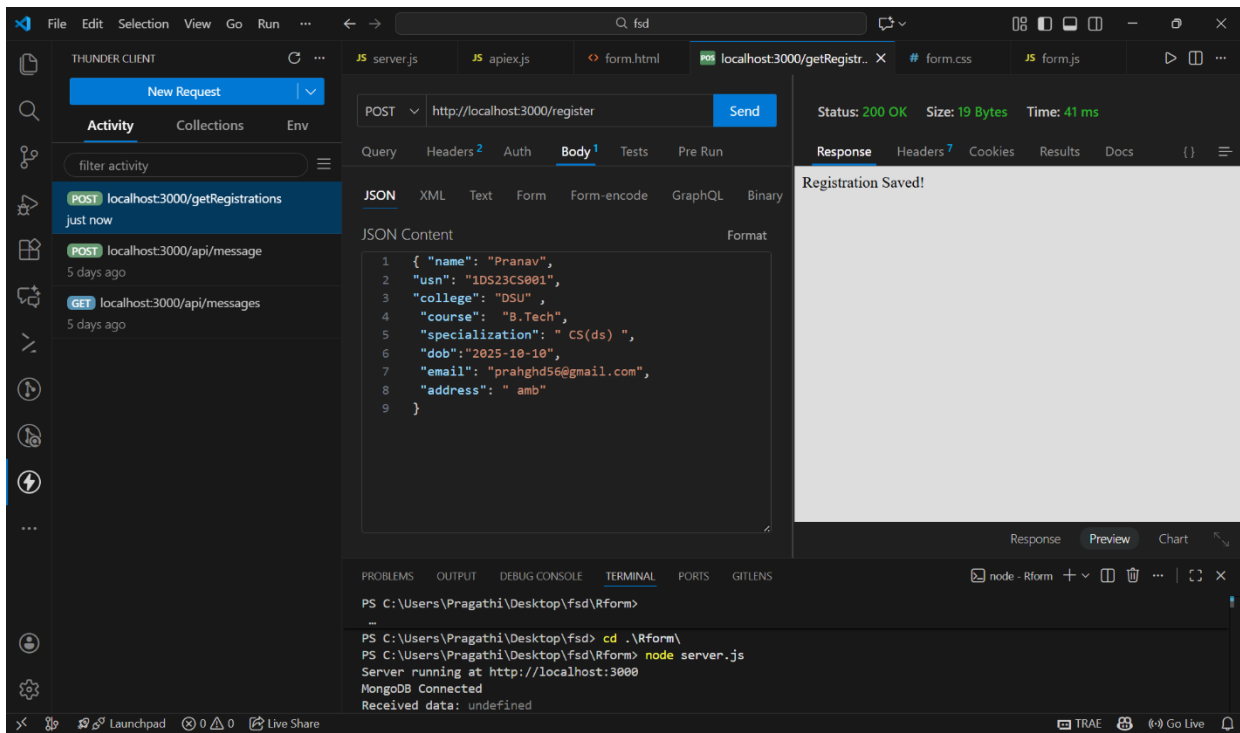 File Edit Selection View Go Run ··· fsd
THUNDER CLIENT
New Request
Activity Collections Env
filter activity
POST localhost:3000/getRegistrations
just now
POST localhost:3000/api/message
5 days ago
GET localhost:3000/api/messages
5 days ago
JS server.js JS apiex.js <> form.html POS localhost:3000/getRegistr.. # form.css JS form.js
POST http://localhost:3000/register Send
Query Headers 2 Auth Body 1 Tests Pre Run
JSON XML Text Form Form-encode GraphQL Binary
JSON Content Format
1 { "name": "Pranav",
2 "usn": "1DS23CS001",
3 "college": "DSU" ,
4 "course":  "B.Tech",
5 "specialization": " CS(ds) ",
6 "dob":"2025-10-10",
7 "email": "prahghd56@gmail.com",
8 "address": " amb"
9 }
Status: 200 OK Size: 19 Bytes Time: 41 ms
Response Headers 7 Cookies Results Docs {}
Registration Saved!
Response Preview Chart
PROBLEMS OUTPUT DEBUG CONSOLE TERMINAL PORTS GITLENS node - Rform
PS C:\Users\Pragathi\Desktop\fsd\Rform>
…
PS C:\Users\Pragathi\Desktop\fsd> cd .\Rform\
PS C:\Users\Pragathi\Desktop\fsd\Rform> node server.js
Server running at http://localhost:3000
MongoDB Connected
Received data: undefined
Launchpad 0 0 Live Share TRAE Go Live